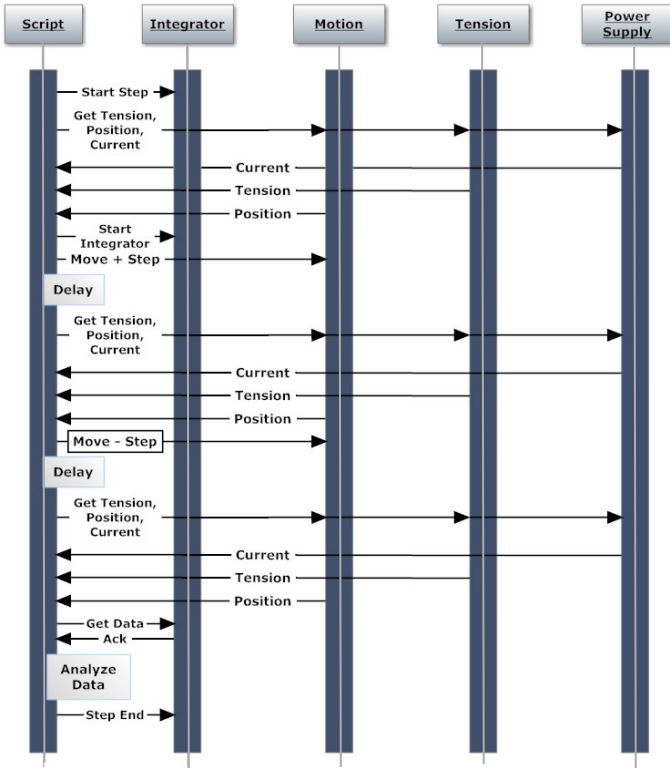 Script
Integrator
Motion
Tension
Power
Supply
Start Step
Get Tension,
Position,
Current
Current
Tension
Position
Start
Integrator
Move + Step
Delay
Get Tension,
Position,
Current
Current
Tension
Position
Move - Step
Delay
Get Tension,
Position,
Current
Current
Tension
Position
Get Data
Ack
Analyze
Data
Step End